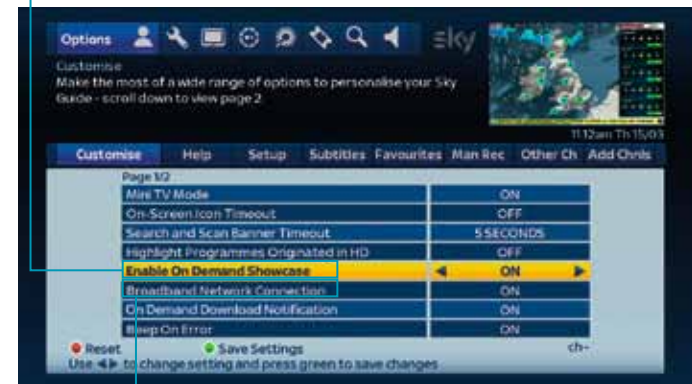 Options
sky
Customise
Make the most of a wide range of options to personalise your Sky
Guide - scroll down to view page 2
11.12am Th 15/03
Customise Help Setup Subtitles Favourites Man Rec Other Ch Add Chnls
Page 1/2
Mini TV Mode ON
On-Screen Icon Timeout OFF
Search and Scan Banner Timeout 5 SECONDS
Highlight Programmes Originated in HD OFF
Enable On Demand Showcase ON
Broadband Network Connection ON
On Demand Download Notification ON
Beep On Error ON
Reset Save Settings ch-
Use ◀▶ to change setting and press green to save changes